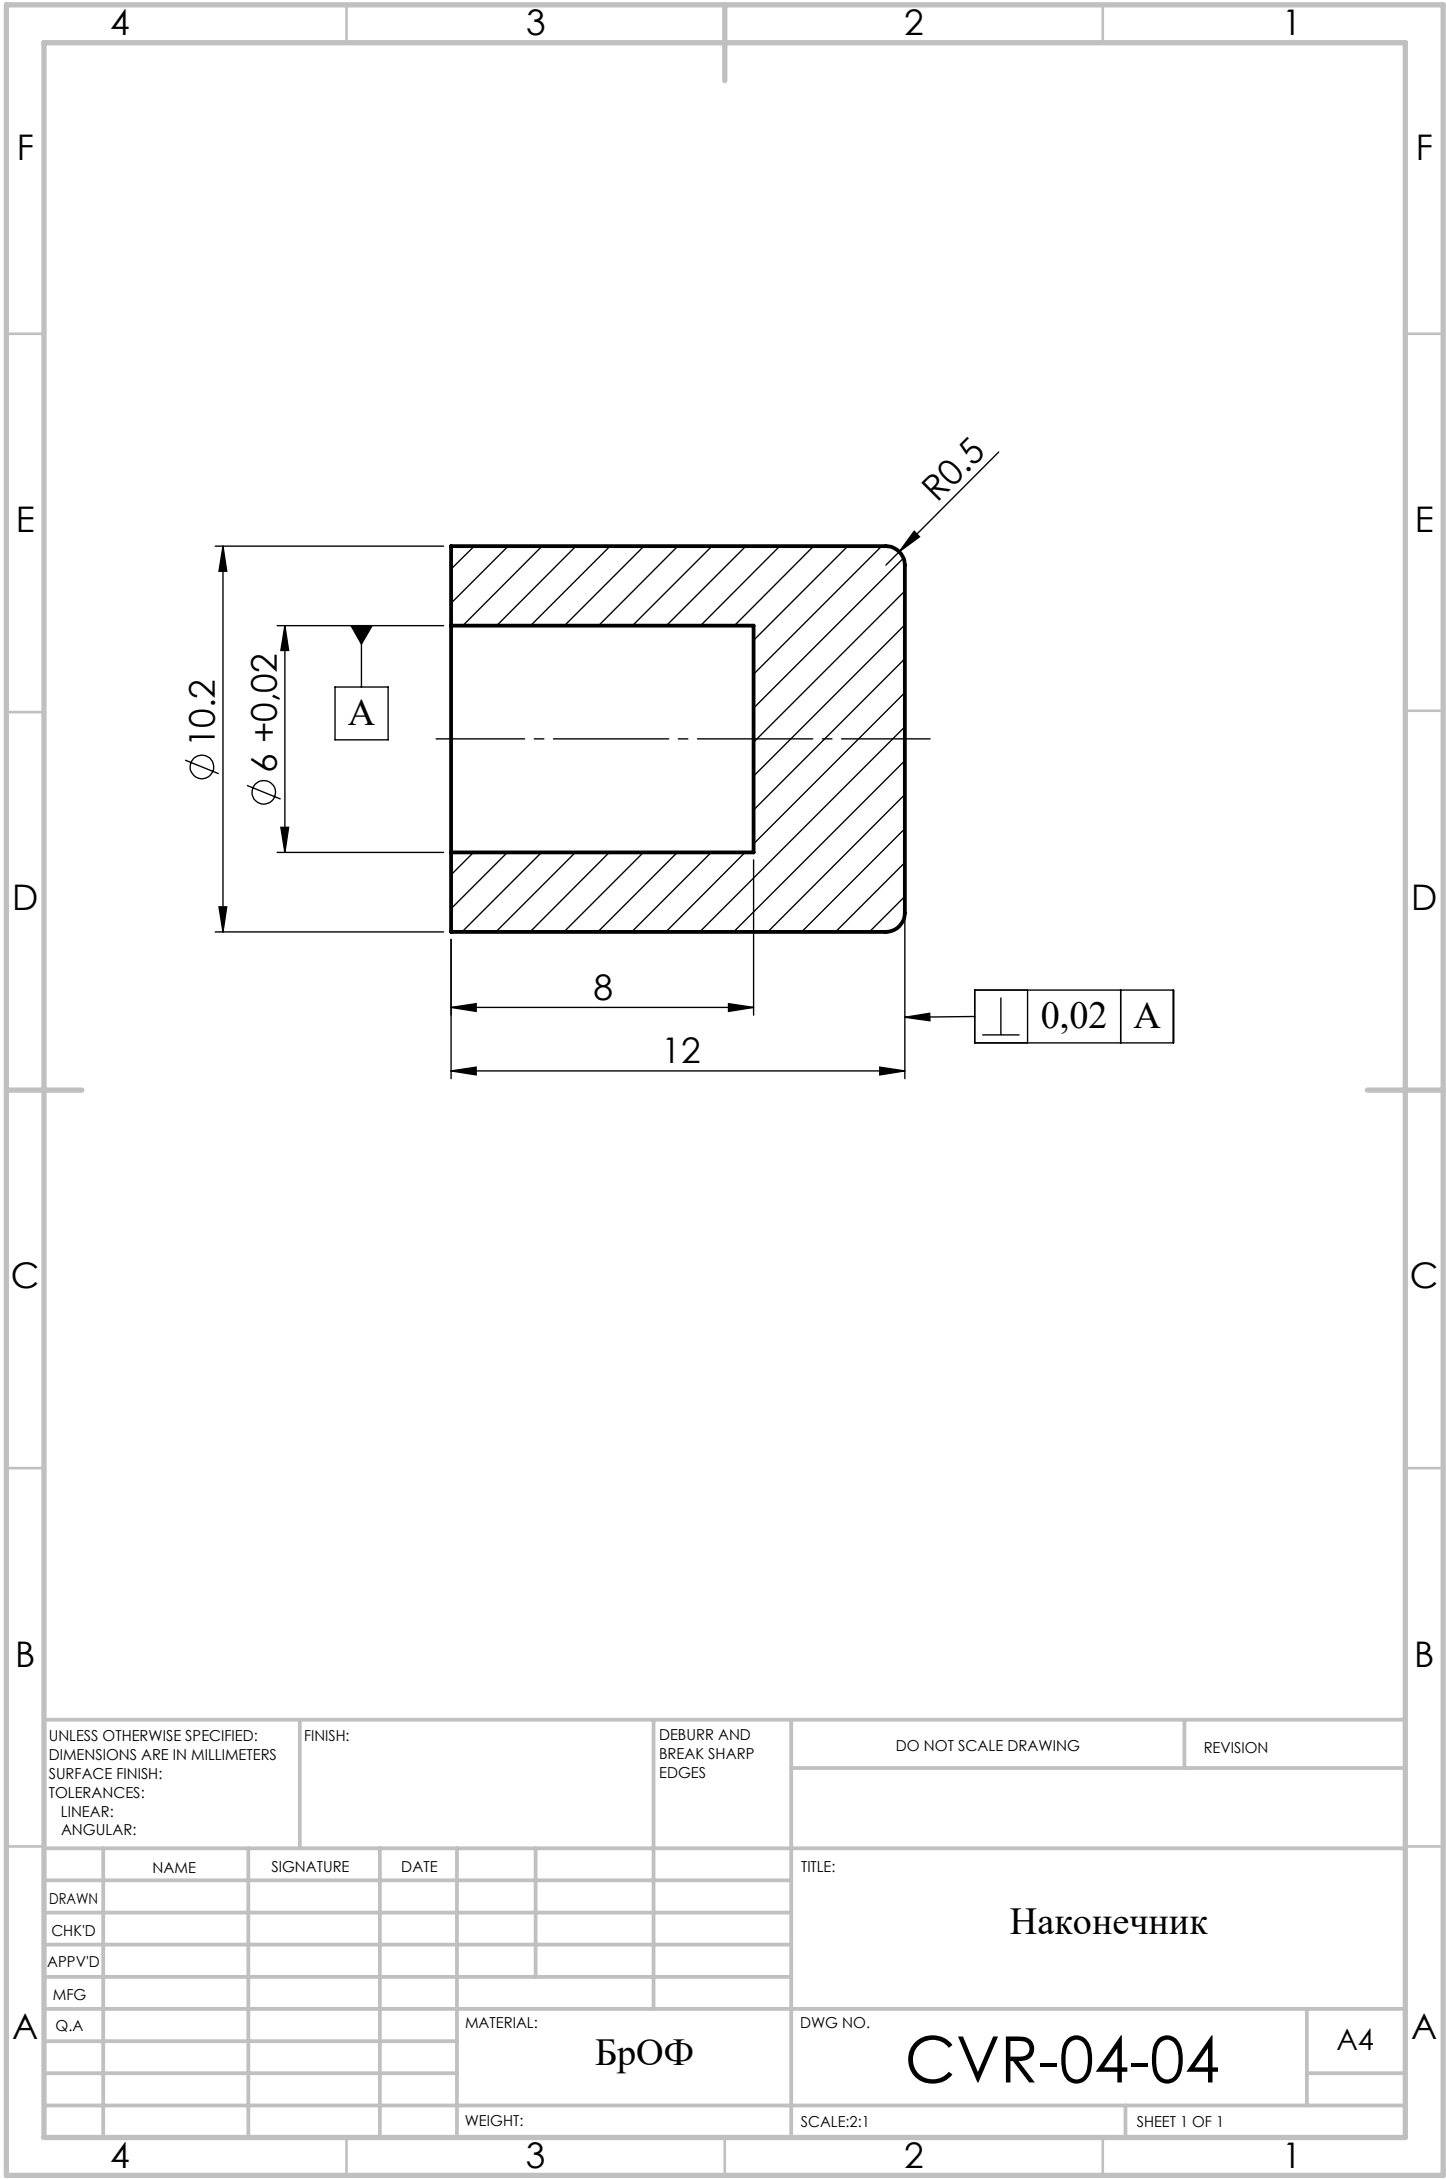 4 3 2 1
F F
E E
D D
C C
B B
A A
R0.5
⌀ 10.2
⌀ 6 +0,02
A
8
12
⊥ 0,02 A
UNLESS OTHERWISE SPECIFIED:
DIMENSIONS ARE IN MILLIMETERS
SURFACE FINISH:
TOLERANCES:
LINEAR:
ANGULAR:
FINISH:
DEBURR AND
BREAK SHARP
EDGES
DO NOT SCALE DRAWING
REVISION
NAME SIGNATURE DATE
DRAWN
CHK'D
APPV'D
MFG
Q.A
TITLE:
Наконечник
MATERIAL:
БрОФ
DWG NO.
CVR-04-04
A4
WEIGHT:
SCALE:2:1
SHEET 1 OF 1
4 3 2 1